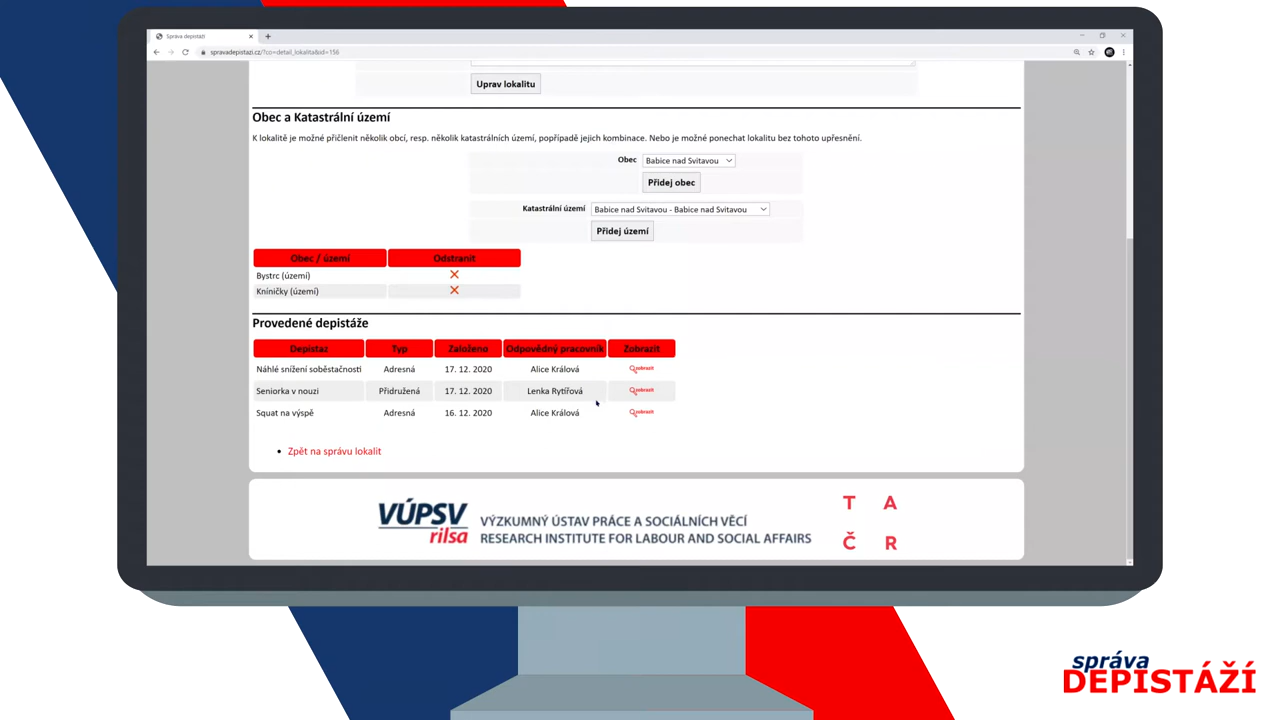 Správa depistáží
spravadepistazi.cz/?co=detail_lokalita&id=156
Uprav lokalitu
Obec a Katastrální území
K lokalitě je možné přičlenit několik obcí, resp. několik katastrálních území, popřípadě jejich kombinace. Nebo je možné ponechat lokalitu bez tohoto upřesnění.
Obec Babice nad Svitavou
Přidej obec
Katastrální území Babice nad Svitavou - Babice nad Svitavou
Přidej území
Obec / území Odstranit
Bystrc (území)
Kníničky (území)
Provedené depistáže
Depistaz Typ Založeno Odpovědný pracovník Zobrazit
Náhlé snížení soběstačnosti Adresná 17. 12. 2020 Alice Králová zobrazit
Seniorka v nouzi Přidružená 17. 12. 2020 Lenka Rytířová zobrazit
Squat na výspě Adresná 16. 12. 2020 Alice Králová zobrazit
Zpět na správu lokalit
VÚPSV
rilsa
VÝZKUMNÝ ÚSTAV PRÁCE A SOCIÁLNÍCH VĚCÍ
RESEARCH INSTITUTE FOR LABOUR AND SOCIAL AFFAIRS
T A
Č R
správa
DEPISTÁŽÍ